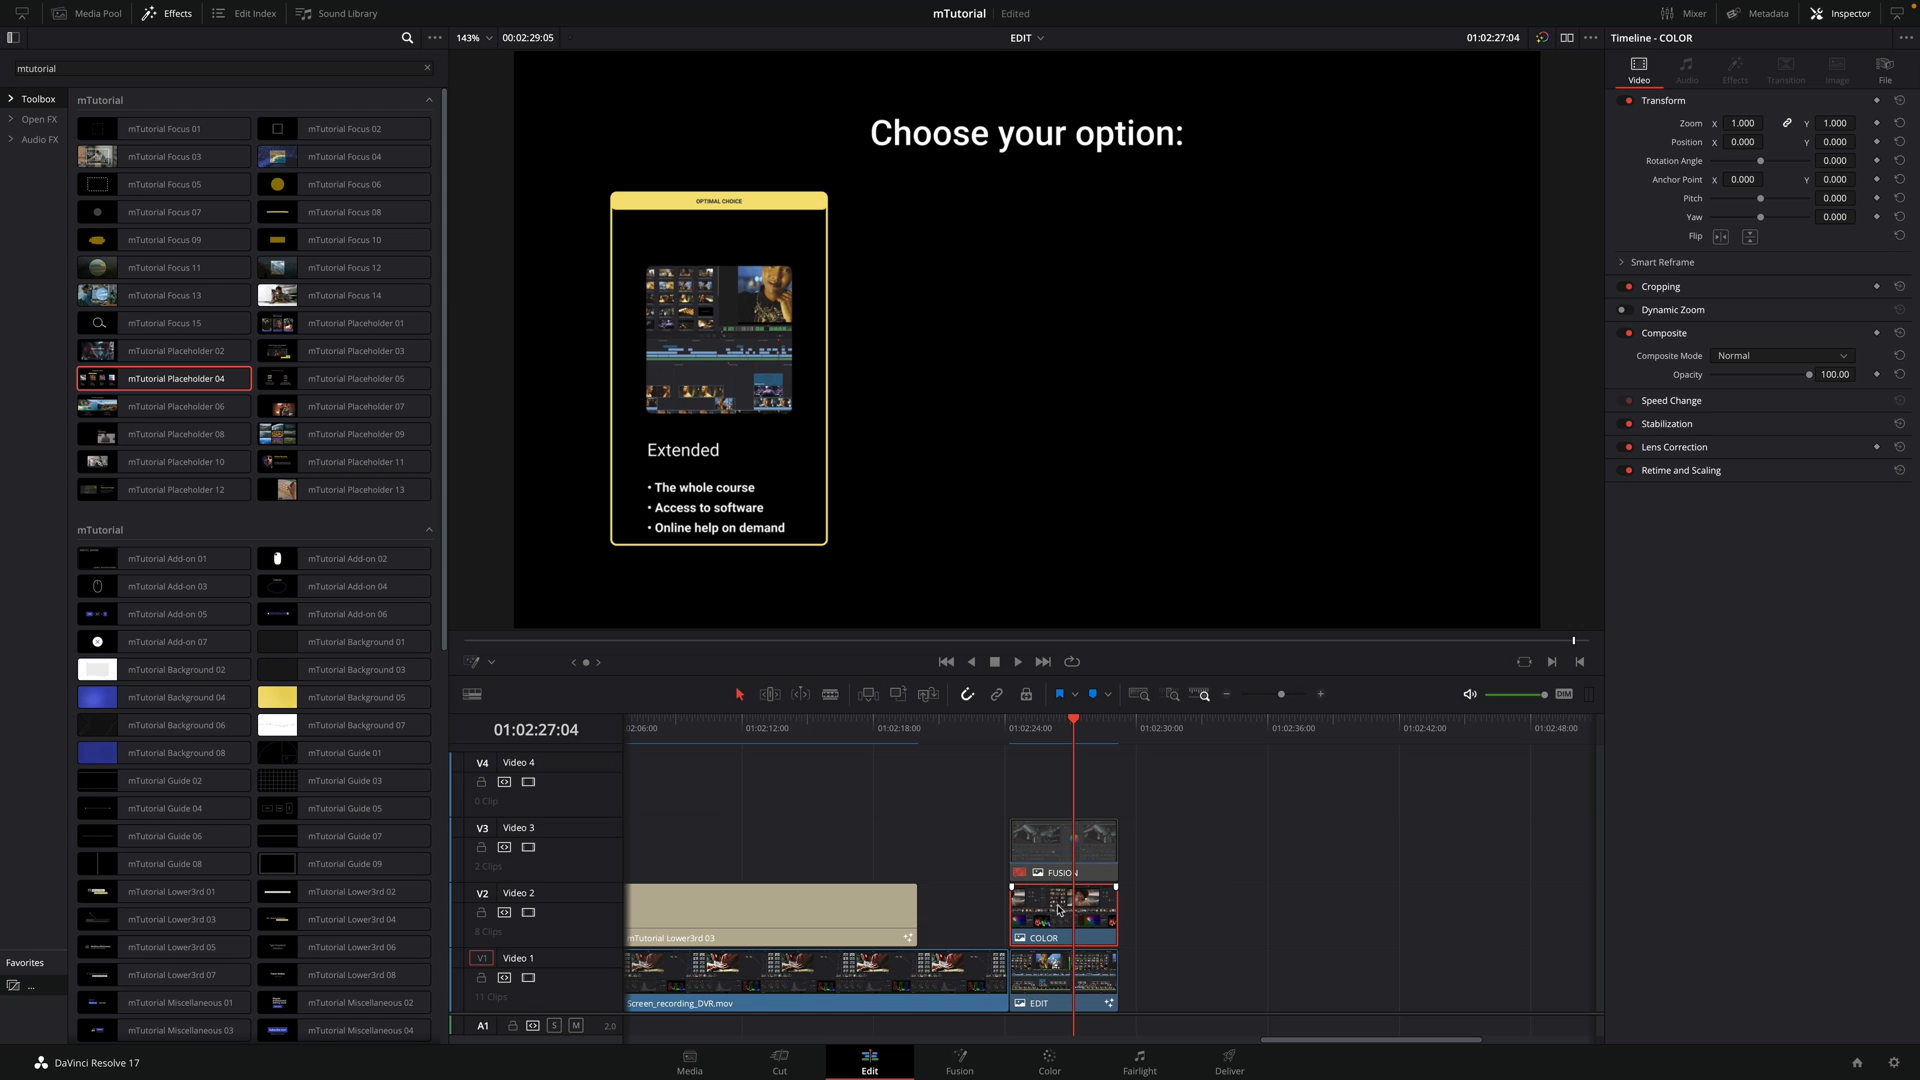 Media Pool
Effects
Edit Index
Sound Library
mTutorial
Edited
Mixer
Metadata
Inspector
143%
00:02:29:05
EDIT
01:02:27:04
Timeline - COLOR
mtutorial
Toolbox
Open FX
Audio FX
mTutorial
mTutorial Focus 01
mTutorial Focus 02
mTutorial Focus 03
mTutorial Focus 04
mTutorial Focus 05
mTutorial Focus 06
mTutorial Focus 07
mTutorial Focus 08
mTutorial Focus 09
mTutorial Focus 10
mTutorial Focus 11
mTutorial Focus 12
mTutorial Focus 13
mTutorial Focus 14
mTutorial Focus 15
mTutorial Placeholder 01
mTutorial Placeholder 02
mTutorial Placeholder 03
mTutorial Placeholder 04
mTutorial Placeholder 05
mTutorial Placeholder 06
mTutorial Placeholder 07
mTutorial Placeholder 08
mTutorial Placeholder 09
mTutorial Placeholder 10
mTutorial Placeholder 11
mTutorial Placeholder 12
mTutorial Placeholder 13
mTutorial
mTutorial Add-on 01
mTutorial Add-on 02
mTutorial Add-on 03
mTutorial Add-on 04
mTutorial Add-on 05
mTutorial Add-on 06
mTutorial Add-on 07
mTutorial Background 01
mTutorial Background 02
mTutorial Background 03
mTutorial Background 04
mTutorial Background 05
mTutorial Background 06
mTutorial Background 07
mTutorial Background 08
mTutorial Guide 01
mTutorial Guide 02
mTutorial Guide 03
mTutorial Guide 04
mTutorial Guide 05
mTutorial Guide 06
mTutorial Guide 07
mTutorial Guide 08
mTutorial Guide 09
mTutorial Lower3rd 01
mTutorial Lower3rd 02
mTutorial Lower3rd 03
mTutorial Lower3rd 04
mTutorial Lower3rd 05
mTutorial Lower3rd 06
mTutorial Lower3rd 07
mTutorial Lower3rd 08
mTutorial Miscellaneous 01
mTutorial Miscellaneous 02
mTutorial Miscellaneous 03
mTutorial Miscellaneous 04
Favorites
...
Choose your option:
OPTIMAL CHOICE
Extended
• The whole course
• Access to software
• Online help on demand
Video
Audio
Effects
Transition
Image
File
Transform
Zoom X 1.000 Y 1.000
Position X 0.000 Y 0.000
Rotation Angle 0.000
Anchor Point X 0.000 Y 0.000
Pitch 0.000
Yaw 0.000
Flip
Smart Reframe
Cropping
Dynamic Zoom
Composite
Composite Mode Normal
Opacity 100.00
Speed Change
Stabilization
Lens Correction
Retime and Scaling
DIM
01:02:27:04
02:06:00
01:02:12:00
01:02:18:00
01:02:24:00
01:02:30:00
01:02:36:00
01:02:42:00
01:02:48:00
V4 Video 4
0 Clip
V3 Video 3
2 Clips
FUSION
V2 Video 2
8 Clips
mTutorial Lower3rd 03
COLOR
V1 Video 1
11 Clips
Screen_recording_DVR.mov
EDIT
A1 S M 2.0
DaVinci Resolve 17
Media
Cut
Edit
Fusion
Color
Fairlight
Deliver